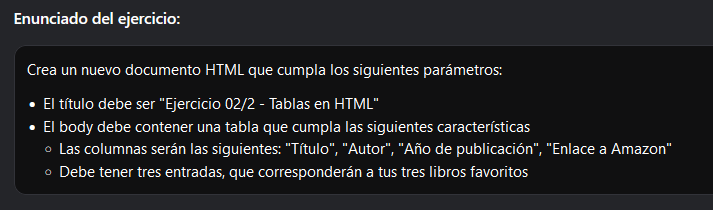 Enunciado del ejercicio:
Crea un nuevo documento HTML que cumpla los siguientes parámetros:
El título debe ser "Ejercicio 02/2 - Tablas en HTML"
El body debe contener una tabla que cumpla las siguientes características
Las columnas serán las siguientes: "Título", "Autor", "Año de publicación", "Enlace a Amazon"
Debe tener tres entradas, que corresponderán a tus tres libros favoritos